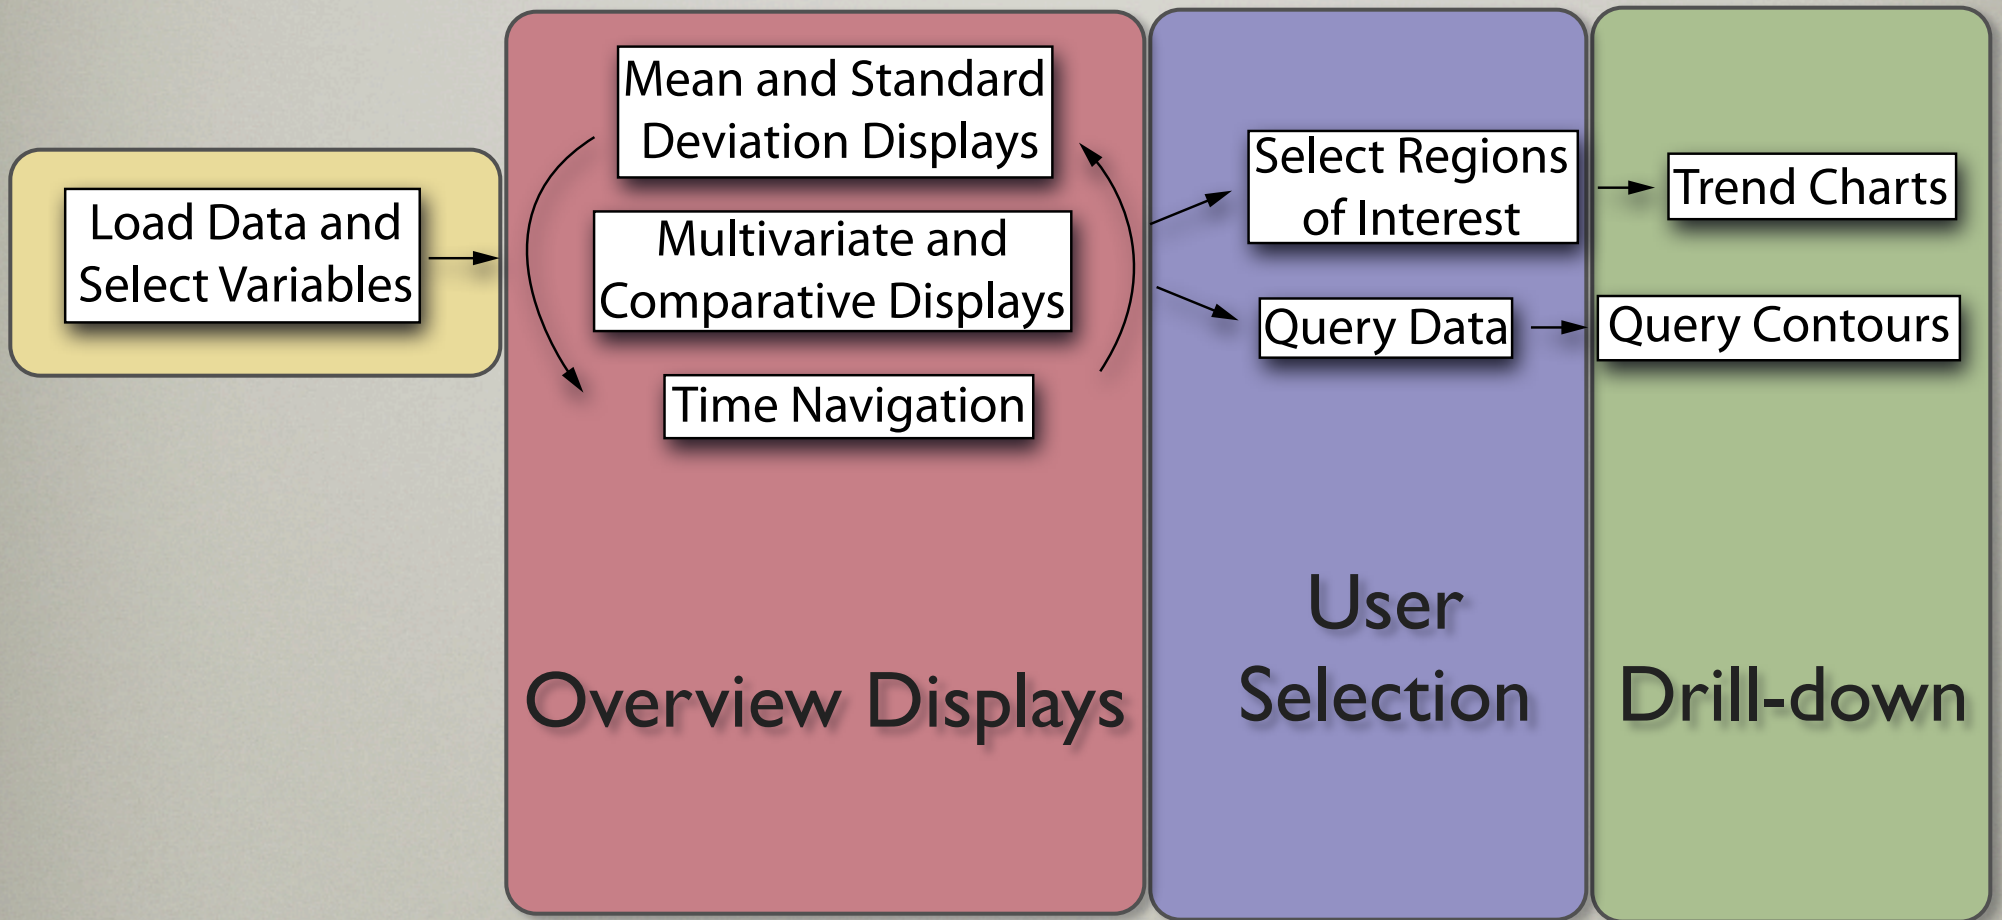 Load Data and
Select Variables
Mean and Standard
Deviation Displays
Multivariate and
Comparative Displays
Time Navigation
Overview Displays
Select Regions
of Interest
Query Data
User
Selection
Trend Charts
Query Contours
Drill-down